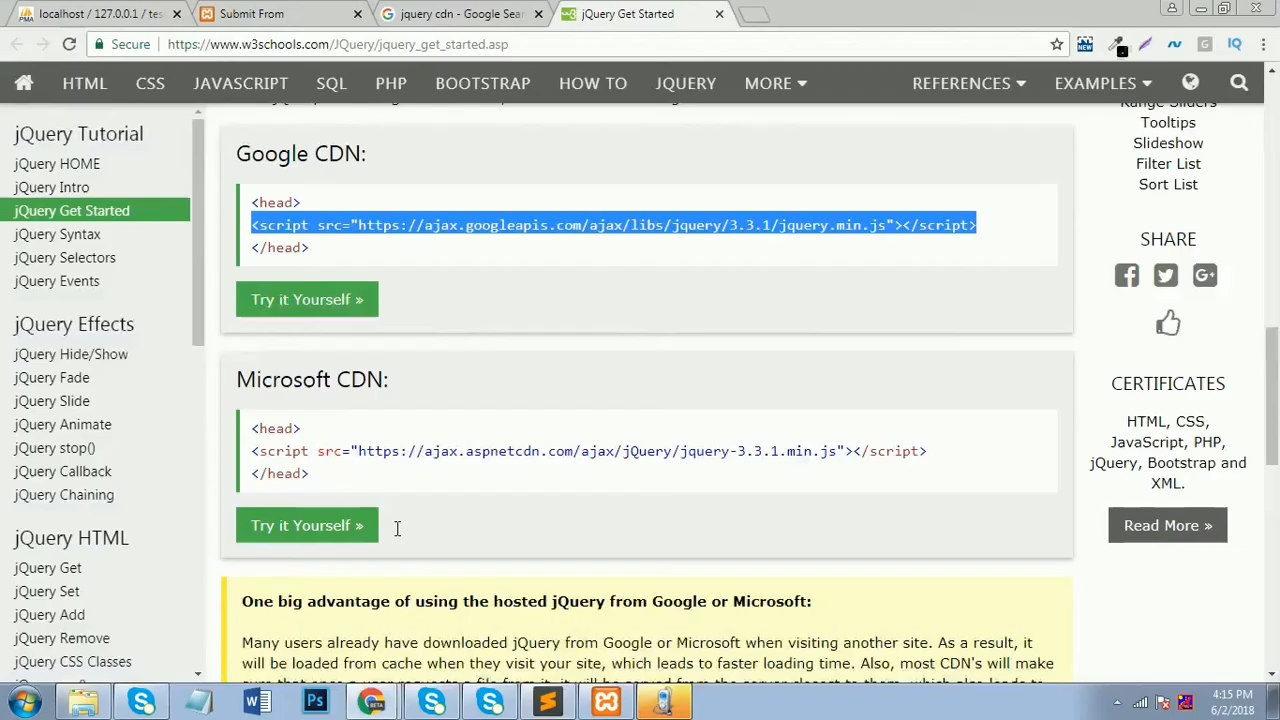 localhost / 127.0.0.1 / tes
Submit From
jquery cdn - Google Sear
jQuery Get Started
Secure
https://www.w3schools.com/JQuery/jquery_get_started.asp
NEW
IQ
HTML
CSS
JAVASCRIPT
SQL
PHP
BOOTSTRAP
HOW TO
JQUERY
MORE
REFERENCES
EXAMPLES
jQuery Tutorial
jQuery HOME
jQuery Intro
jQuery Get Started
jQuery Syntax
jQuery Selectors
jQuery Events
jQuery Effects
jQuery Hide/Show
jQuery Fade
jQuery Slide
jQuery Animate
jQuery stop()
jQuery Callback
jQuery Chaining
jQuery HTML
jQuery Get
jQuery Set
jQuery Add
jQuery Remove
jQuery CSS Classes
Google CDN:
<head>
<script src="https://ajax.googleapis.com/ajax/libs/jquery/3.3.1/jquery.min.js"></script>
</head>
Try it Yourself »
Microsoft CDN:
<head>
<script src="https://ajax.aspnetcdn.com/ajax/jQuery/jquery-3.3.1.min.js"></script>
</head>
Try it Yourself »
One big advantage of using the hosted jQuery from Google or Microsoft:
Many users already have downloaded jQuery from Google or Microsoft when visiting another site. As a result, it
will be loaded from cache when they visit your site, which leads to faster loading time. Also, most CDN's will make
Range Sliders
Tooltips
Slideshow
Filter List
Sort List
SHARE
CERTIFICATES
HTML, CSS,
JavaScript, PHP,
jQuery, Bootstrap and
XML.
Read More »
4:15 PM
6/2/2018